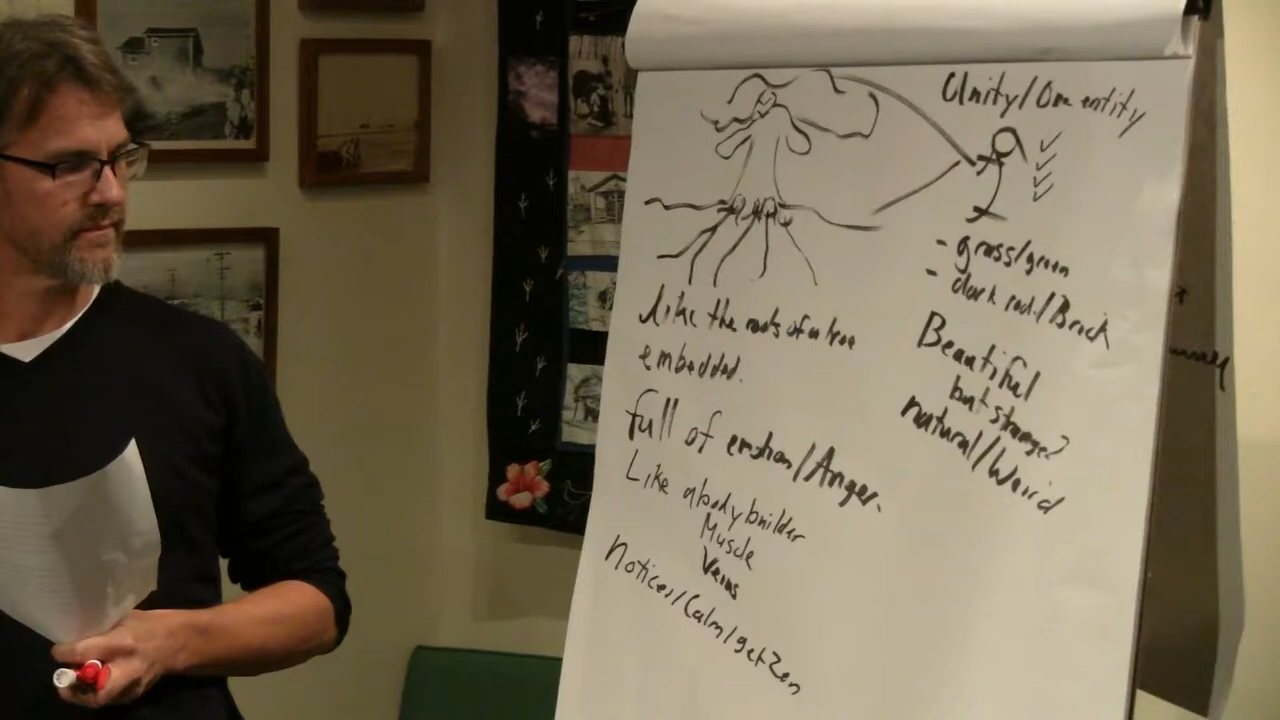 Unity/One entity
- grass/green
- dark red/Brick
Beautiful
but strange?
natural/Weird
Like the roots of a tree
embedded.
full of emotion/Anger.
Like a bodybuilder
Muscle
Veins
Notices/Calm/get Zen